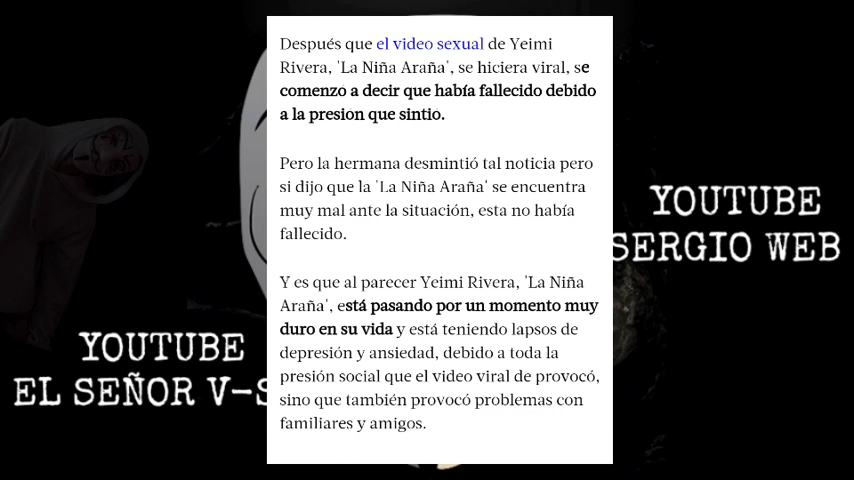 Después que el video sexual de Yeimi
Rivera, 'La Niña Araña', se hiciera viral, se
comenzo a decir que había fallecido debido
a la presion que sintio.
Pero la hermana desmintió tal noticia pero
si dijo que la 'La Niña Araña' se encuentra
muy mal ante la situación, esta no había
fallecido.
Y es que al parecer Yeimi Rivera, 'La Niña
Araña', está pasando por un momento muy
duro en su vida y está teniendo lapsos de
depresión y ansiedad, debido a toda la
presión social que el video viral de provocó,
sino que también provocó problemas con
familiares y amigos.
YOUTUBE
SERGIO WEB
YOUTUBE
EL SEÑOR V-S